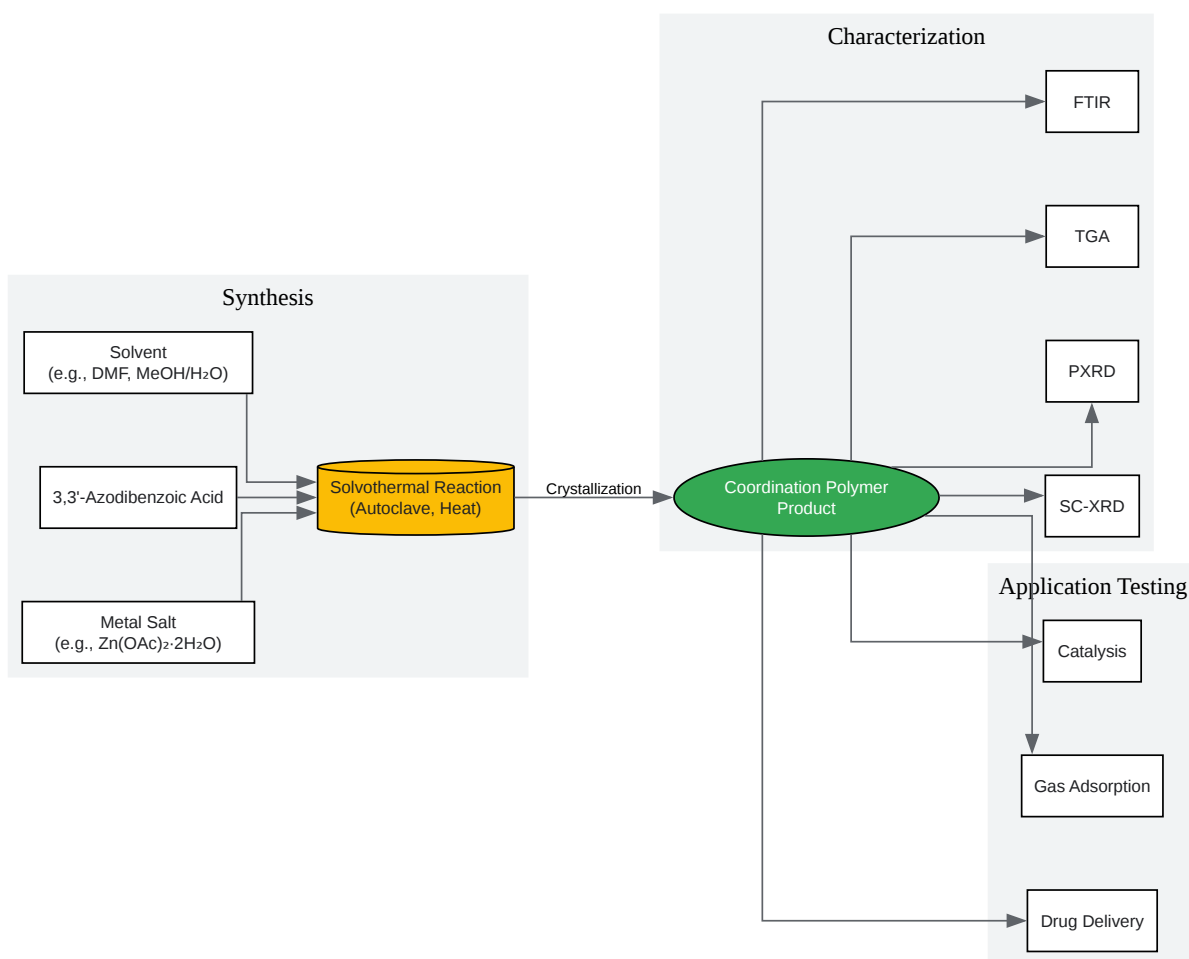 Characterization
FTIR
TGA
Synthesis
Solvent
(e.g., DMF, MeOH/H₂O)
PXRD
3,3'-Azodibenzoic Acid
Solvothermal Reaction
(Autoclave, Heat)
Crystallization
Coordination Polymer
Product
SC-XRD
Application Testing
Metal Salt
(e.g., Zn(OAc)₂·2H₂O)
Catalysis
Gas Adsorption
Drug Delivery